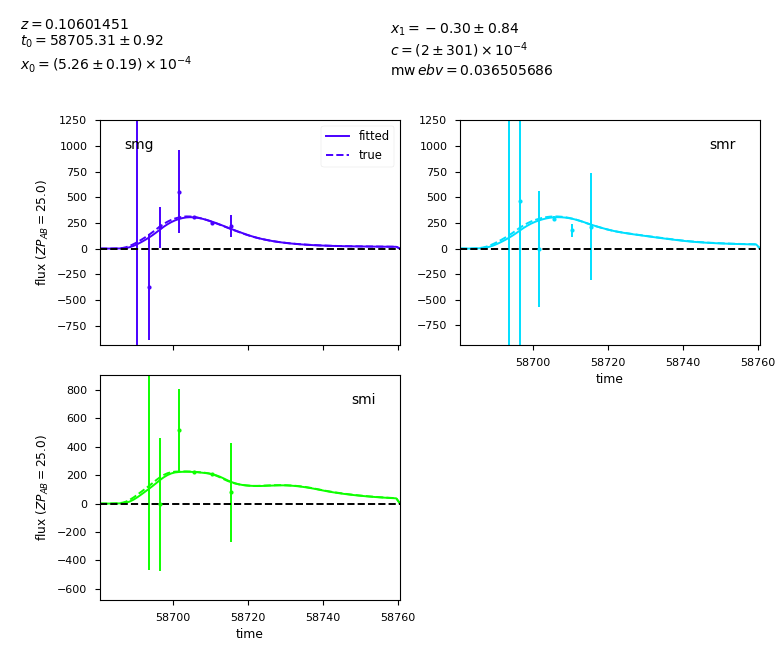 z = 0.10601451
t₀ = 58705.31 ± 0.92
x₀ = (5.26 ± 0.19) × 10⁻⁴
x₁ = −0.30 ± 0.84
c = (2 ± 301) × 10⁻⁴
mw ebv = 0.036505686
1250
1000
750
500
250
0
−250
−500
−750
flux (ZP_AB = 25.0)
smg
fitted
true
1250
1000
750
500
250
0
−250
−500
−750
smr
58700 58720 58740 58760
time
800
600
400
200
0
−200
−400
−600
flux (ZP_AB = 25.0)
smi
58700 58720 58740 58760
time